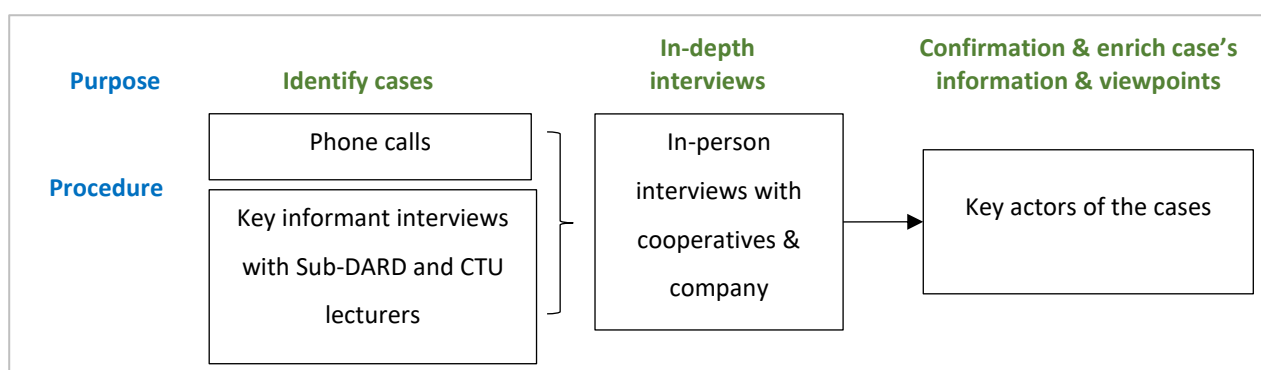 Purpose
Identify cases
In-depth
interviews
Confirmation & enrich case's
information & viewpoints
Procedure
Phone calls
Key informant interviews
with Sub-DARD and CTU
lecturers
In-person
interviews with
cooperatives &
company
Key actors of the cases